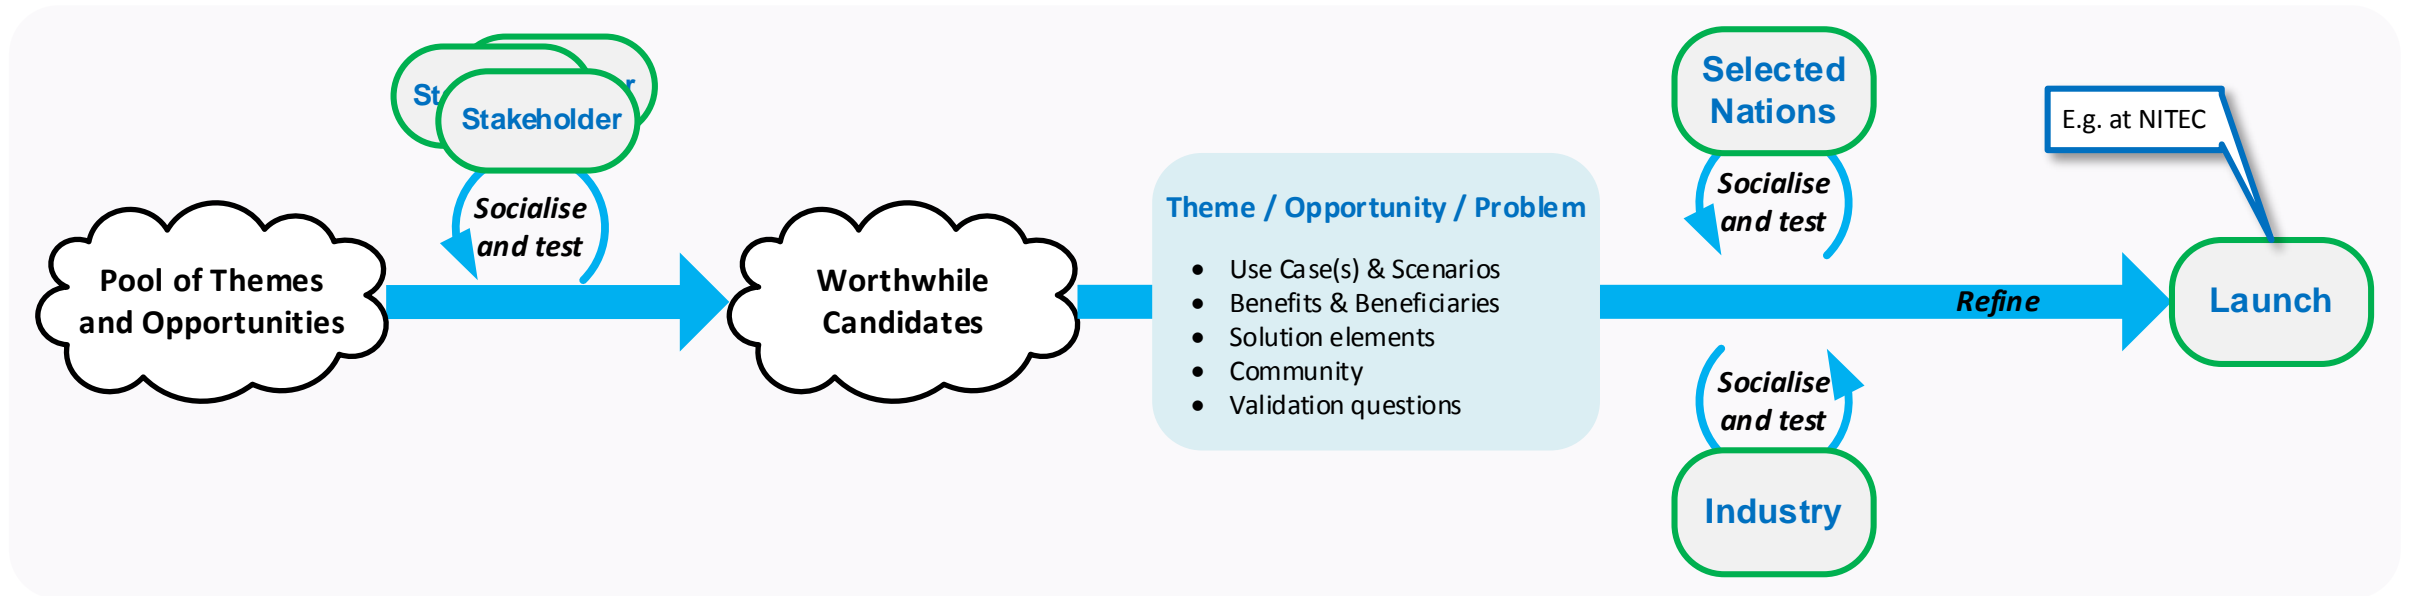 Stakeholder
Socialise
and test
Pool of Themes
and Opportunities
Worthwhile
Candidates
Theme / Opportunity / Problem
• Use Case(s) & Scenarios
• Benefits & Beneficiaries
• Solution elements
• Community
• Validation questions
Selected
Nations
Socialise
and test
Refine
Socialise
and test
Industry
E.g. at NITEC
Launch